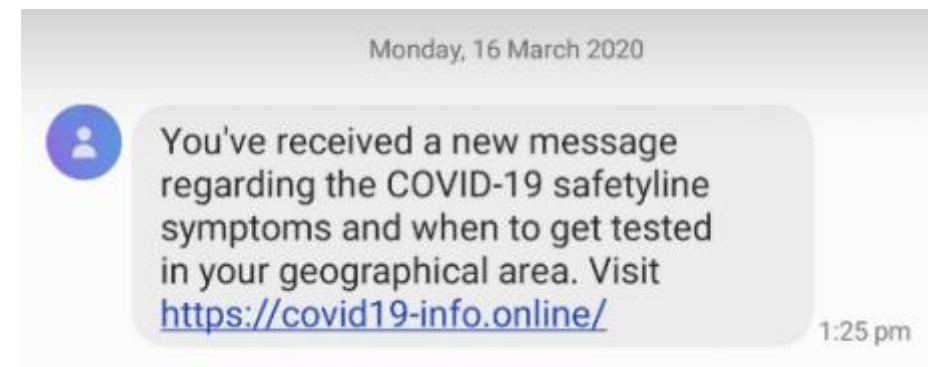 Monday, 16 March 2020
You've received a new message
regarding the COVID-19 safetyline
symptoms and when to get tested
in your geographical area. Visit
https://covid19-info.online/
1:25 pm